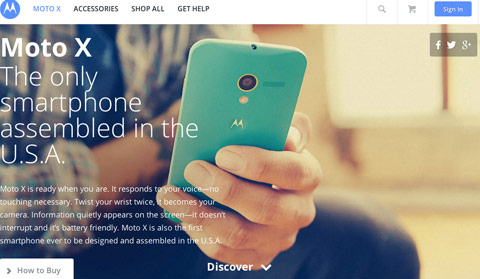 MOTO X ACCESSORIES SHOP ALL GET HELP Sign In
Moto X
The only
smartphone
assembled in the
U.S.A.
Moto X is ready when you are. It responds to your voice—no
touching necessary. Twist your wrist twice, it becomes your
camera. Information quietly appears on the screen—it doesn't
interrupt and it's battery friendly. Moto X is also the first
smartphone ever to be designed and assembled in the U.S.A.
Discover
How to Buy